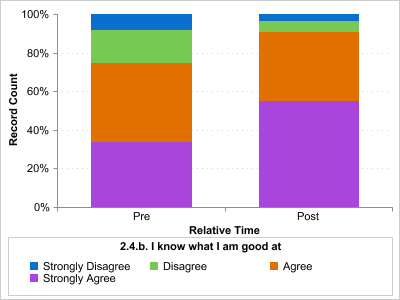 100%
80%
60%
40%
20%
0%
Record Count
Pre Post
Relative Time
2.4.b. I know what I am good at
Strongly Disagree Disagree Agree
Strongly Agree